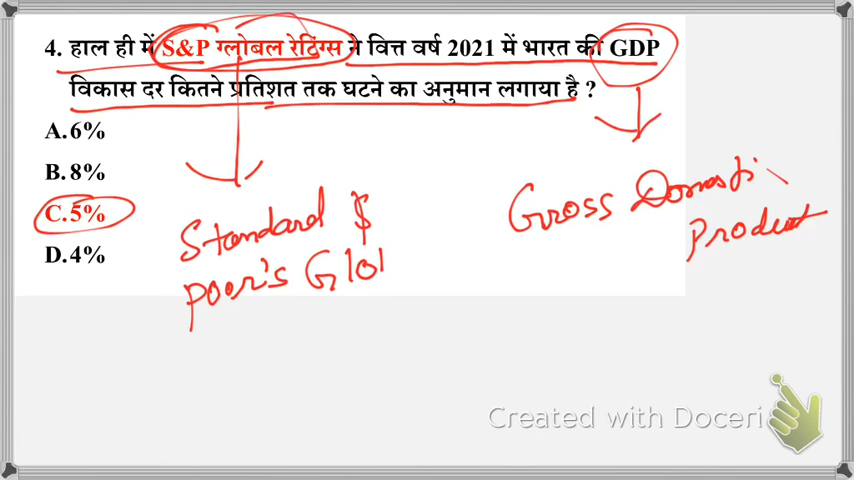 4. हाल ही में S&P ग्लोबल रेटिंग्स ने वित्त वर्ष 2021 में भारत की GDP
विकास दर कितने प्रतिशत तक घटने का अनुमान लगाया है ?
A. 6%
B. 8%
C. 5%
D. 4%
Standard $
poor's Glol
Gross Domesti
Product
Created with Doceri